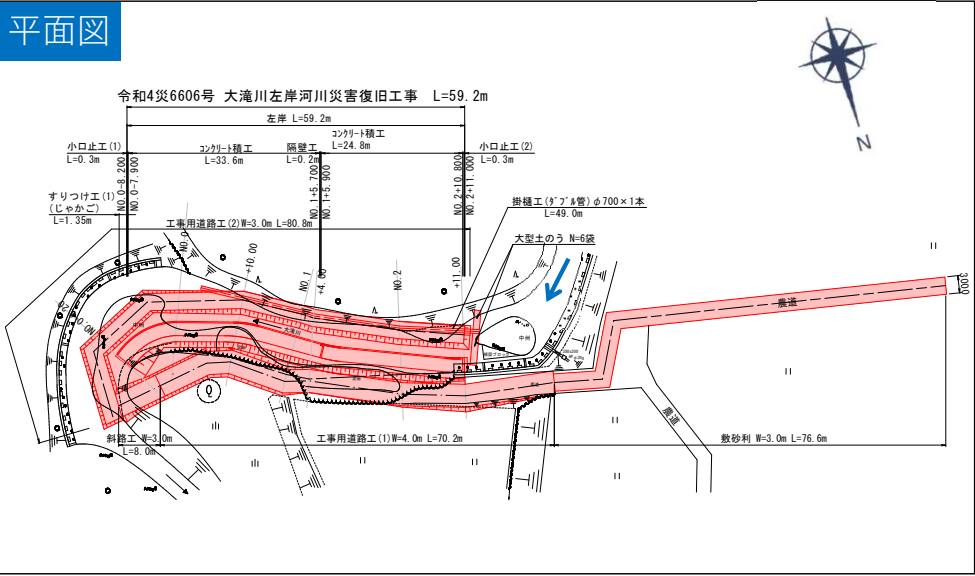 平面図
令和4災6606号 大滝川左岸河川災害復旧工事 L=59.2m
左岸 L=59.2m
小口止工(1)
L=0.3m
コンクリート積工
L=33.6m
隔壁工
L=0.2m
コンクリート積工
L=24.8m
小口止工(2)
L=0.3m
NO.0-8.200
NO.0-7.900
NO.1+5.700
NO.1+5.900
NO.2+10.800
NO.2+11.000
すりつけ工(1)
(じゃかご)
L=1.35m
工事用道路工(2)W=3.0m L=80.8m
掛樋工(ダブル管)φ700×1本
L=49.0m
大型土のう N=6袋
N
NO.0
+10.00
NO.1
+4.00
NO.2
+11.00
中州
大滝川
中州
農道
3000
農道
Q
斜路工 W=3.0m
L=8.0m
工事用道路工(1)W=4.0m L=70.2m
敷砂利 W=3.0m L=76.6m